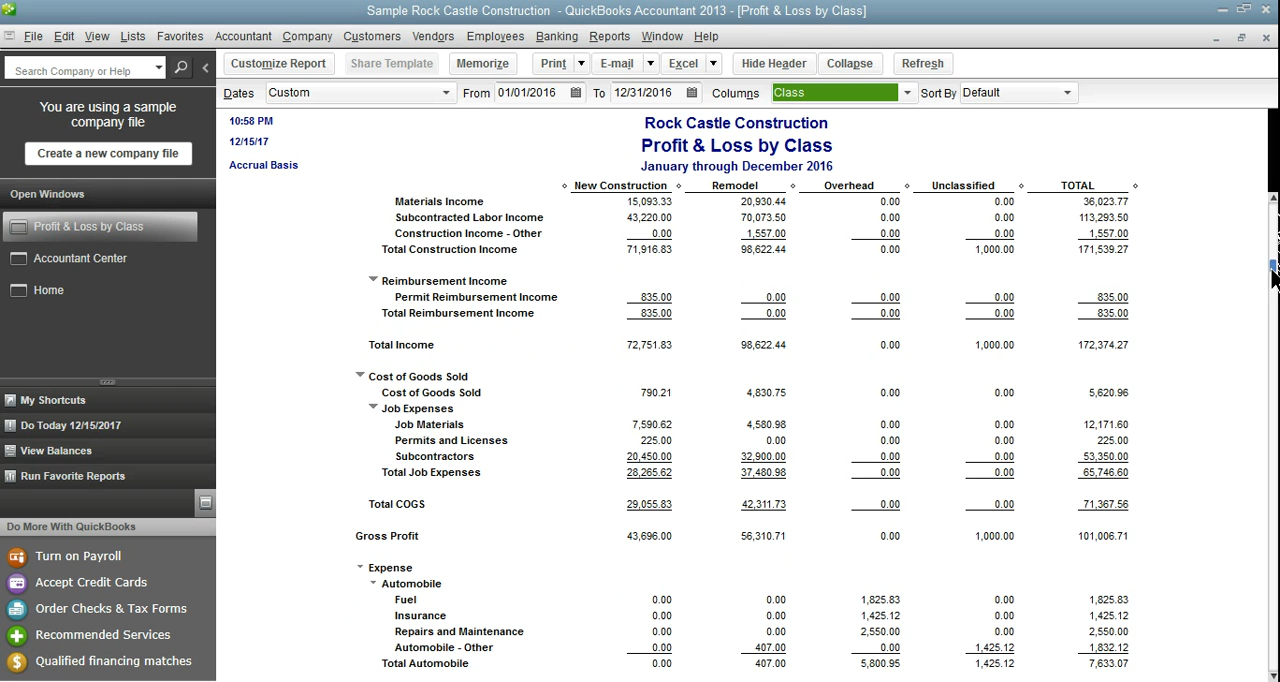 Sample Rock Castle Construction - QuickBooks Accountant 2013 - [Profit & Loss by Class]
File Edit View Lists Favorites Accountant Company Customers Vendors Employees Banking Reports Window Help
Search Company or Help
Customize Report Share Template Memorize Print E-mail Excel Hide Header Collapse Refresh
Dates Custom From 01/01/2016 To 12/31/2016 Columns Class Sort By Default
You are using a sample
company file
Create a new company file
Open Windows
Profit & Loss by Class
Accountant Center
Home
My Shortcuts
Do Today 12/15/2017
View Balances
Run Favorite Reports
Do More With QuickBooks
Turn on Payroll
Accept Credit Cards
Order Checks & Tax Forms
Recommended Services
Qualified financing matches
10:58 PM
12/15/17
Accrual Basis
Rock Castle Construction
Profit & Loss by Class
January through December 2016
New Construction Remodel Overhead Unclassified TOTAL
Materials Income 15,093.33 20,930.44 0.00 0.00 36,023.77
Subcontracted Labor Income 43,220.00 70,073.50 0.00 0.00 113,293.50
Construction Income - Other 0.00 1,557.00 0.00 0.00 1,557.00
Total Construction Income 71,916.83 98,622.44 0.00 1,000.00 171,539.27
Reimbursement Income
Permit Reimbursement Income 835.00 0.00 0.00 0.00 835.00
Total Reimbursement Income 835.00 0.00 0.00 0.00 835.00
Total Income 72,751.83 98,622.44 0.00 1,000.00 172,374.27
Cost of Goods Sold
Cost of Goods Sold 790.21 4,830.75 0.00 0.00 5,620.96
Job Expenses
Job Materials 7,590.62 4,580.98 0.00 0.00 12,171.60
Permits and Licenses 225.00 0.00 0.00 0.00 225.00
Subcontractors 20,450.00 32,900.00 0.00 0.00 53,350.00
Total Job Expenses 28,265.62 37,480.98 0.00 0.00 65,746.60
Total COGS 29,055.83 42,311.73 0.00 0.00 71,367.56
Gross Profit 43,696.00 56,310.71 0.00 1,000.00 101,006.71
Expense
Automobile
Fuel 0.00 0.00 1,825.83 0.00 1,825.83
Insurance 0.00 0.00 1,425.12 0.00 1,425.12
Repairs and Maintenance 0.00 0.00 2,550.00 0.00 2,550.00
Automobile - Other 0.00 407.00 0.00 1,425.12 1,832.12
Total Automobile 0.00 407.00 5,800.95 1,425.12 7,633.07